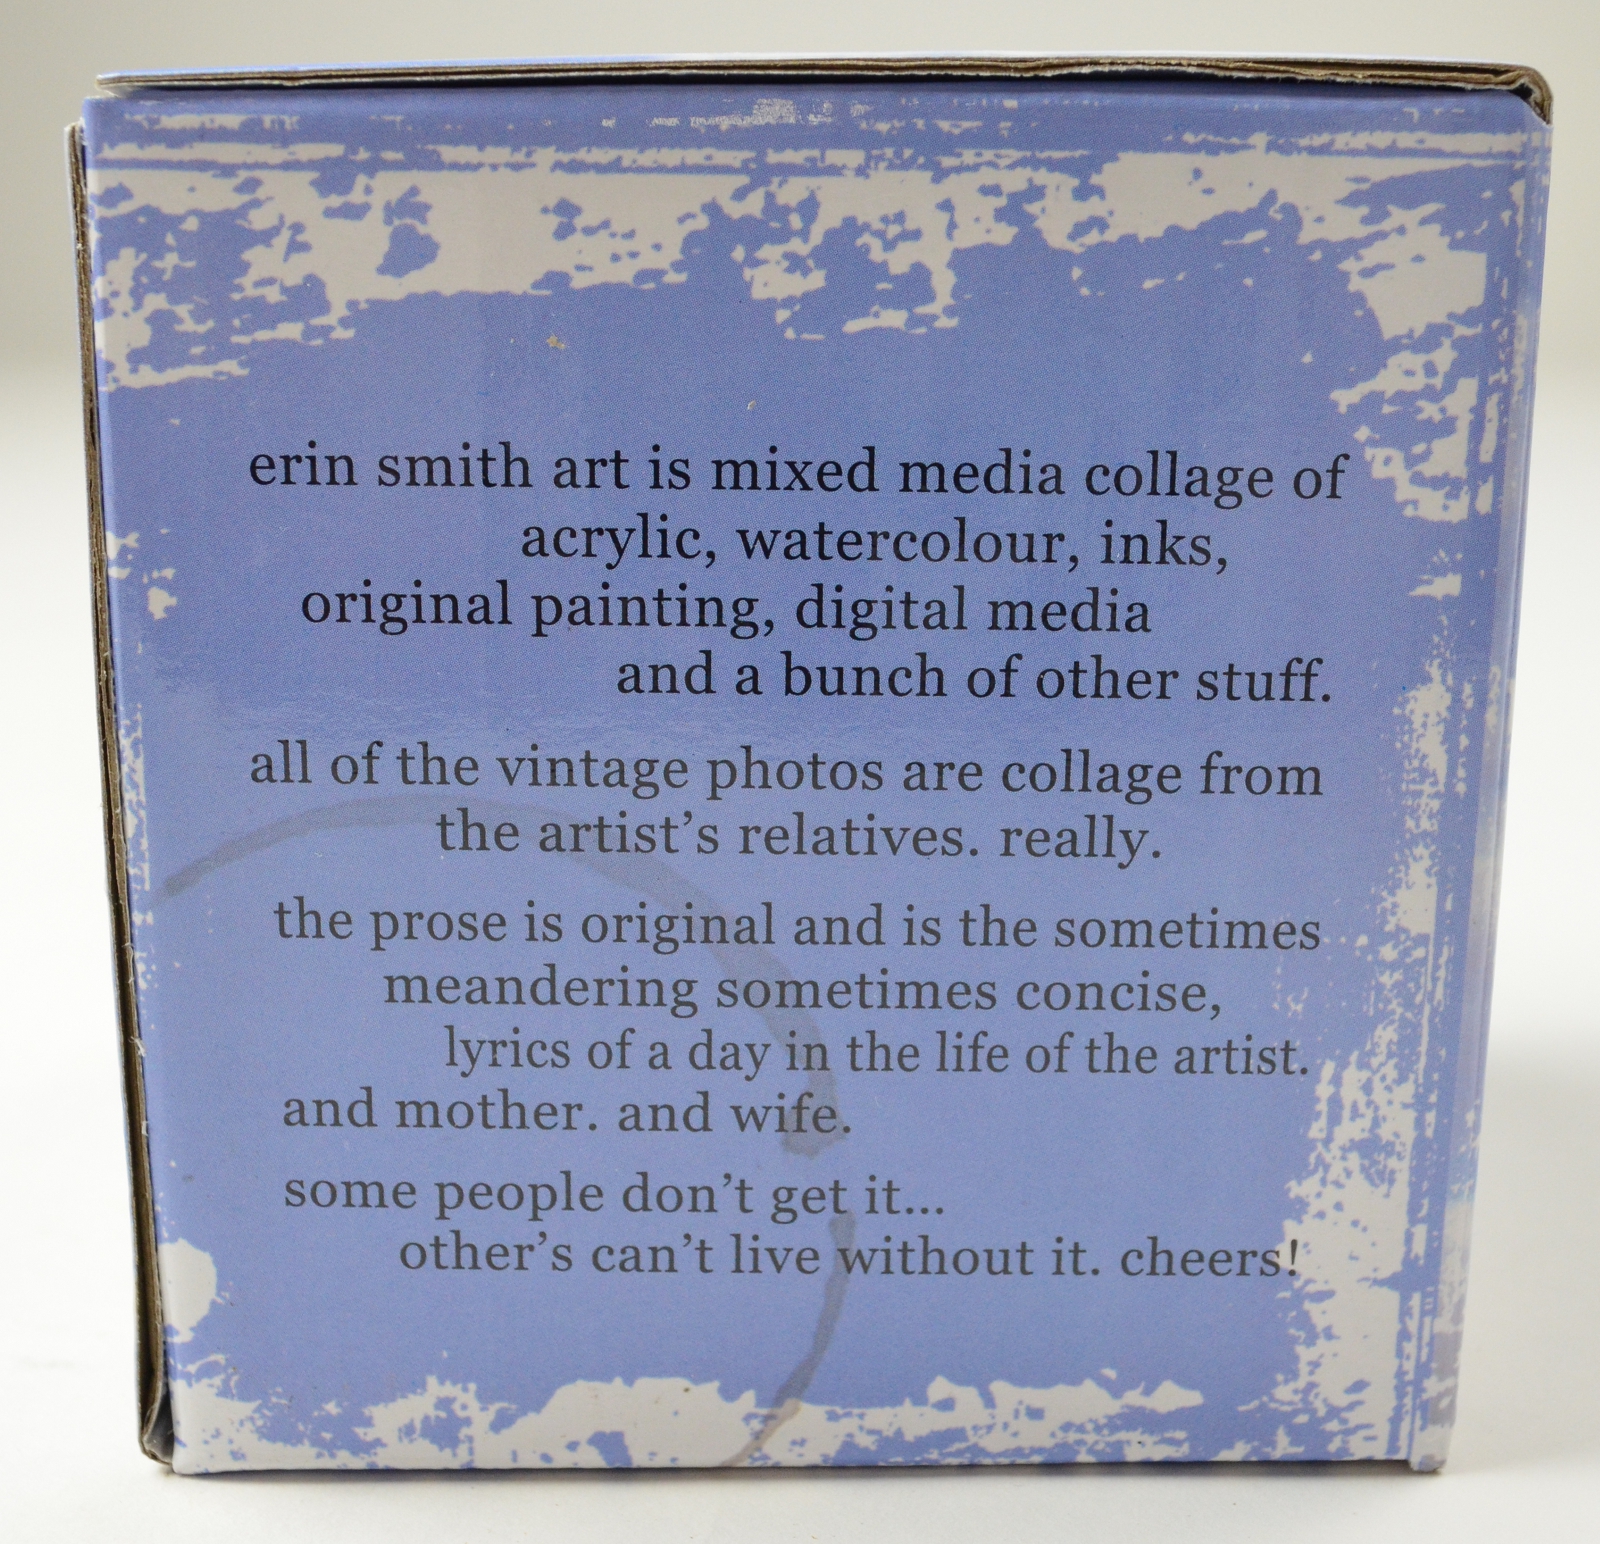 erin smith art is mixed media collage of
acrylic, watercolour, inks,
original painting, digital media
and a bunch of other stuff.
all of the vintage photos are collage from
the artist’s relatives. really.
the prose is original and is the sometimes
meandering sometimes concise,
lyrics of a day in the life of the artist.
and mother. and wife.
some people don’t get it...
other’s can’t live without it. cheers!